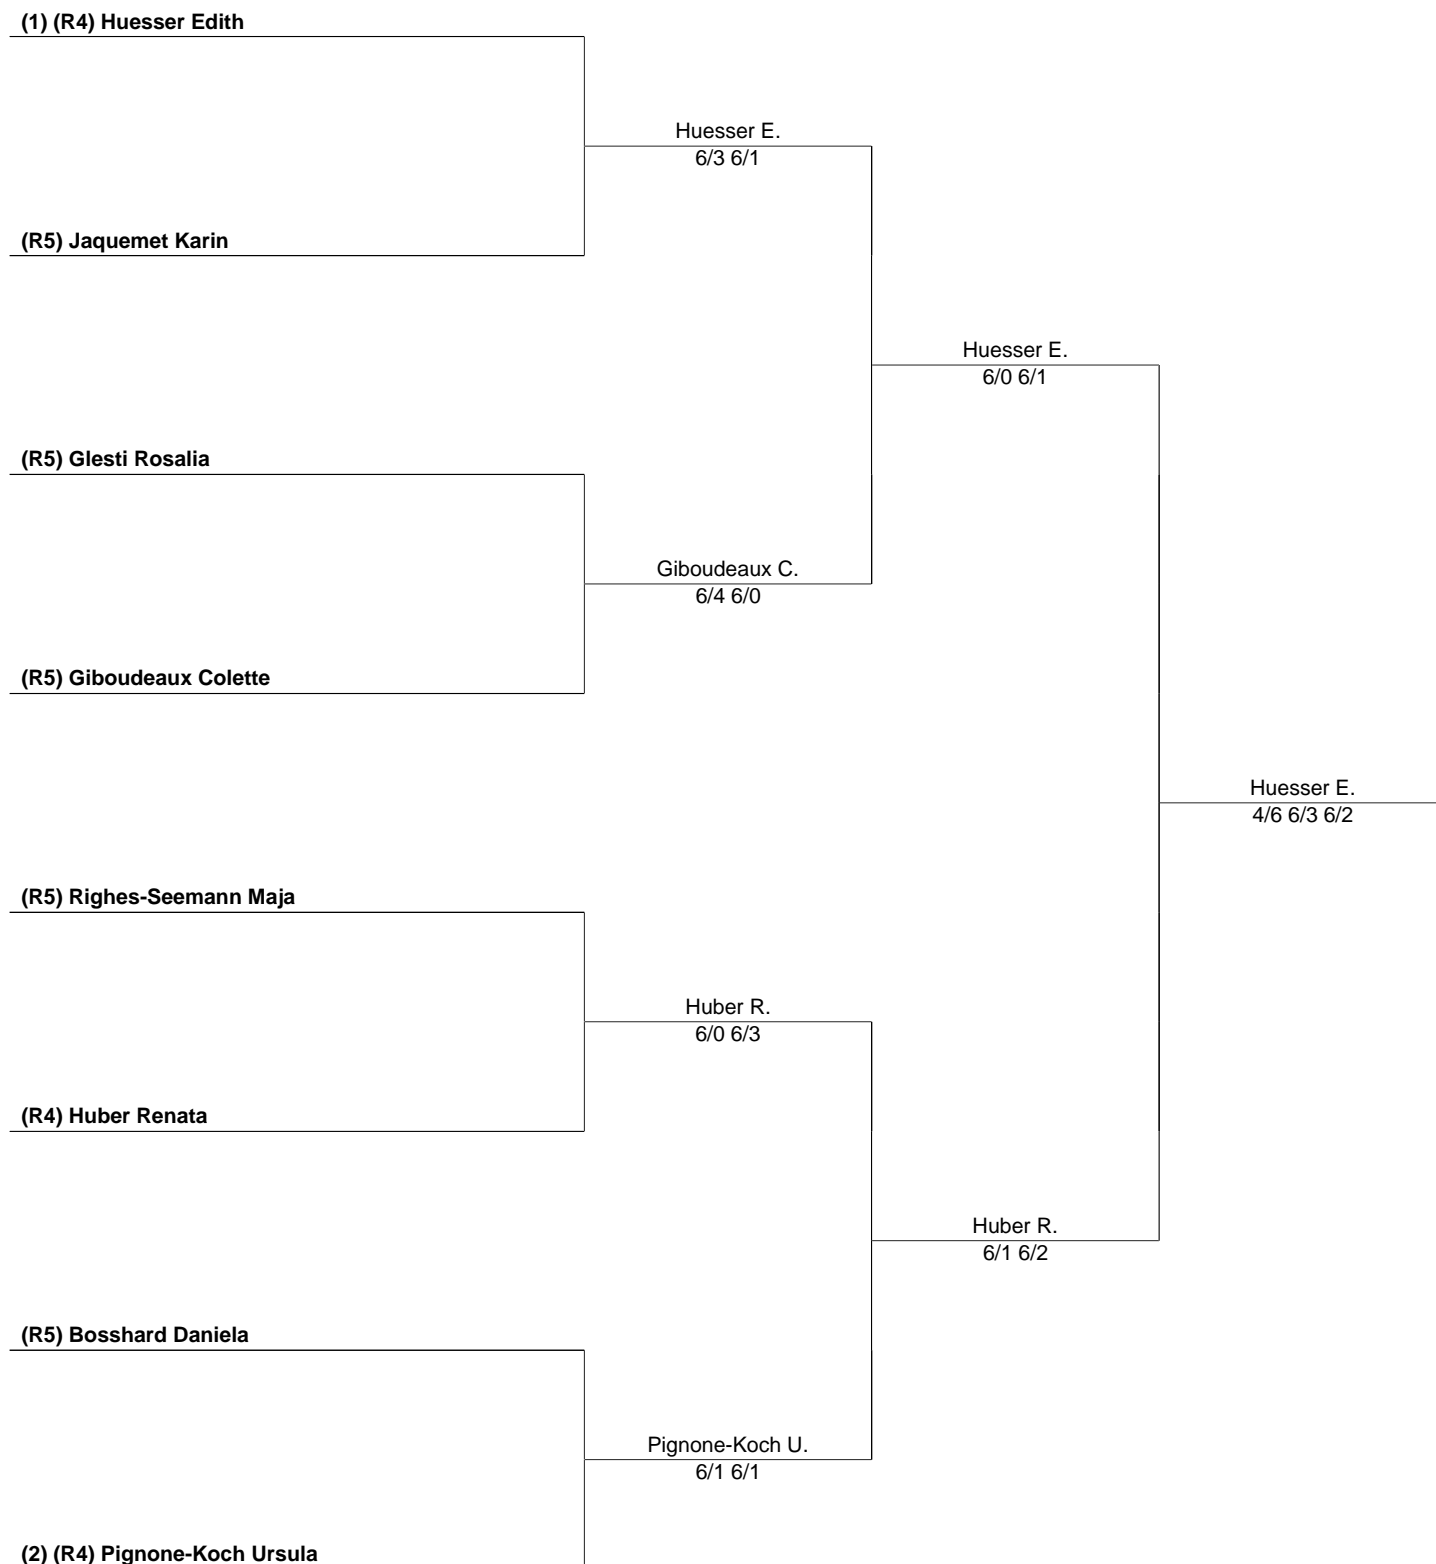 (1) (R4) Huesser Edith
Huesser E.
6/3 6/1
(R5) Jaquemet Karin
Huesser E.
6/0 6/1
(R5) Glesti Rosalia
Giboudeaux C.
6/4 6/0
(R5) Giboudeaux Colette
Huesser E.
4/6 6/3 6/2
(R5) Righes-Seemann Maja
Huber R.
6/0 6/3
(R4) Huber Renata
Huber R.
6/1 6/2
(R5) Bosshard Daniela
Pignone-Koch U.
6/1 6/1
(2) (R4) Pignone-Koch Ursula